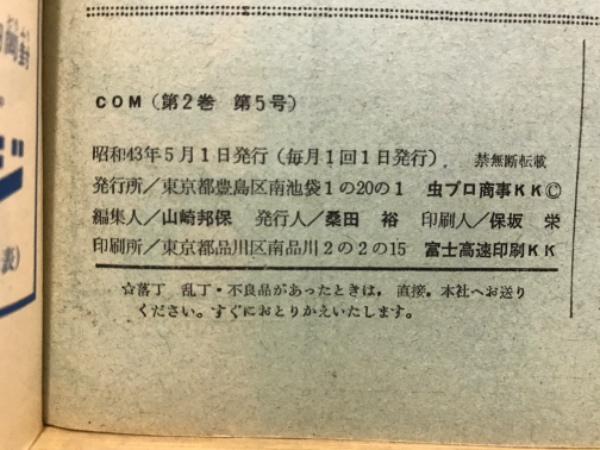 COM（第2巻 第5号）
昭和43年5月1日発行（毎月1回1日発行） 禁無断転載
発行所／東京都豊島区南池袋1の20の1 虫プロ商事KK©
編集人／山崎邦保 発行人／桑田 裕 印刷人／保坂 栄
印刷所／東京都品川区南品川2の2の15 富士高速印刷KK
☆落丁 乱丁・不良品があったときは，直接，本社へお送り
ください。すぐにおとりかえいたします。